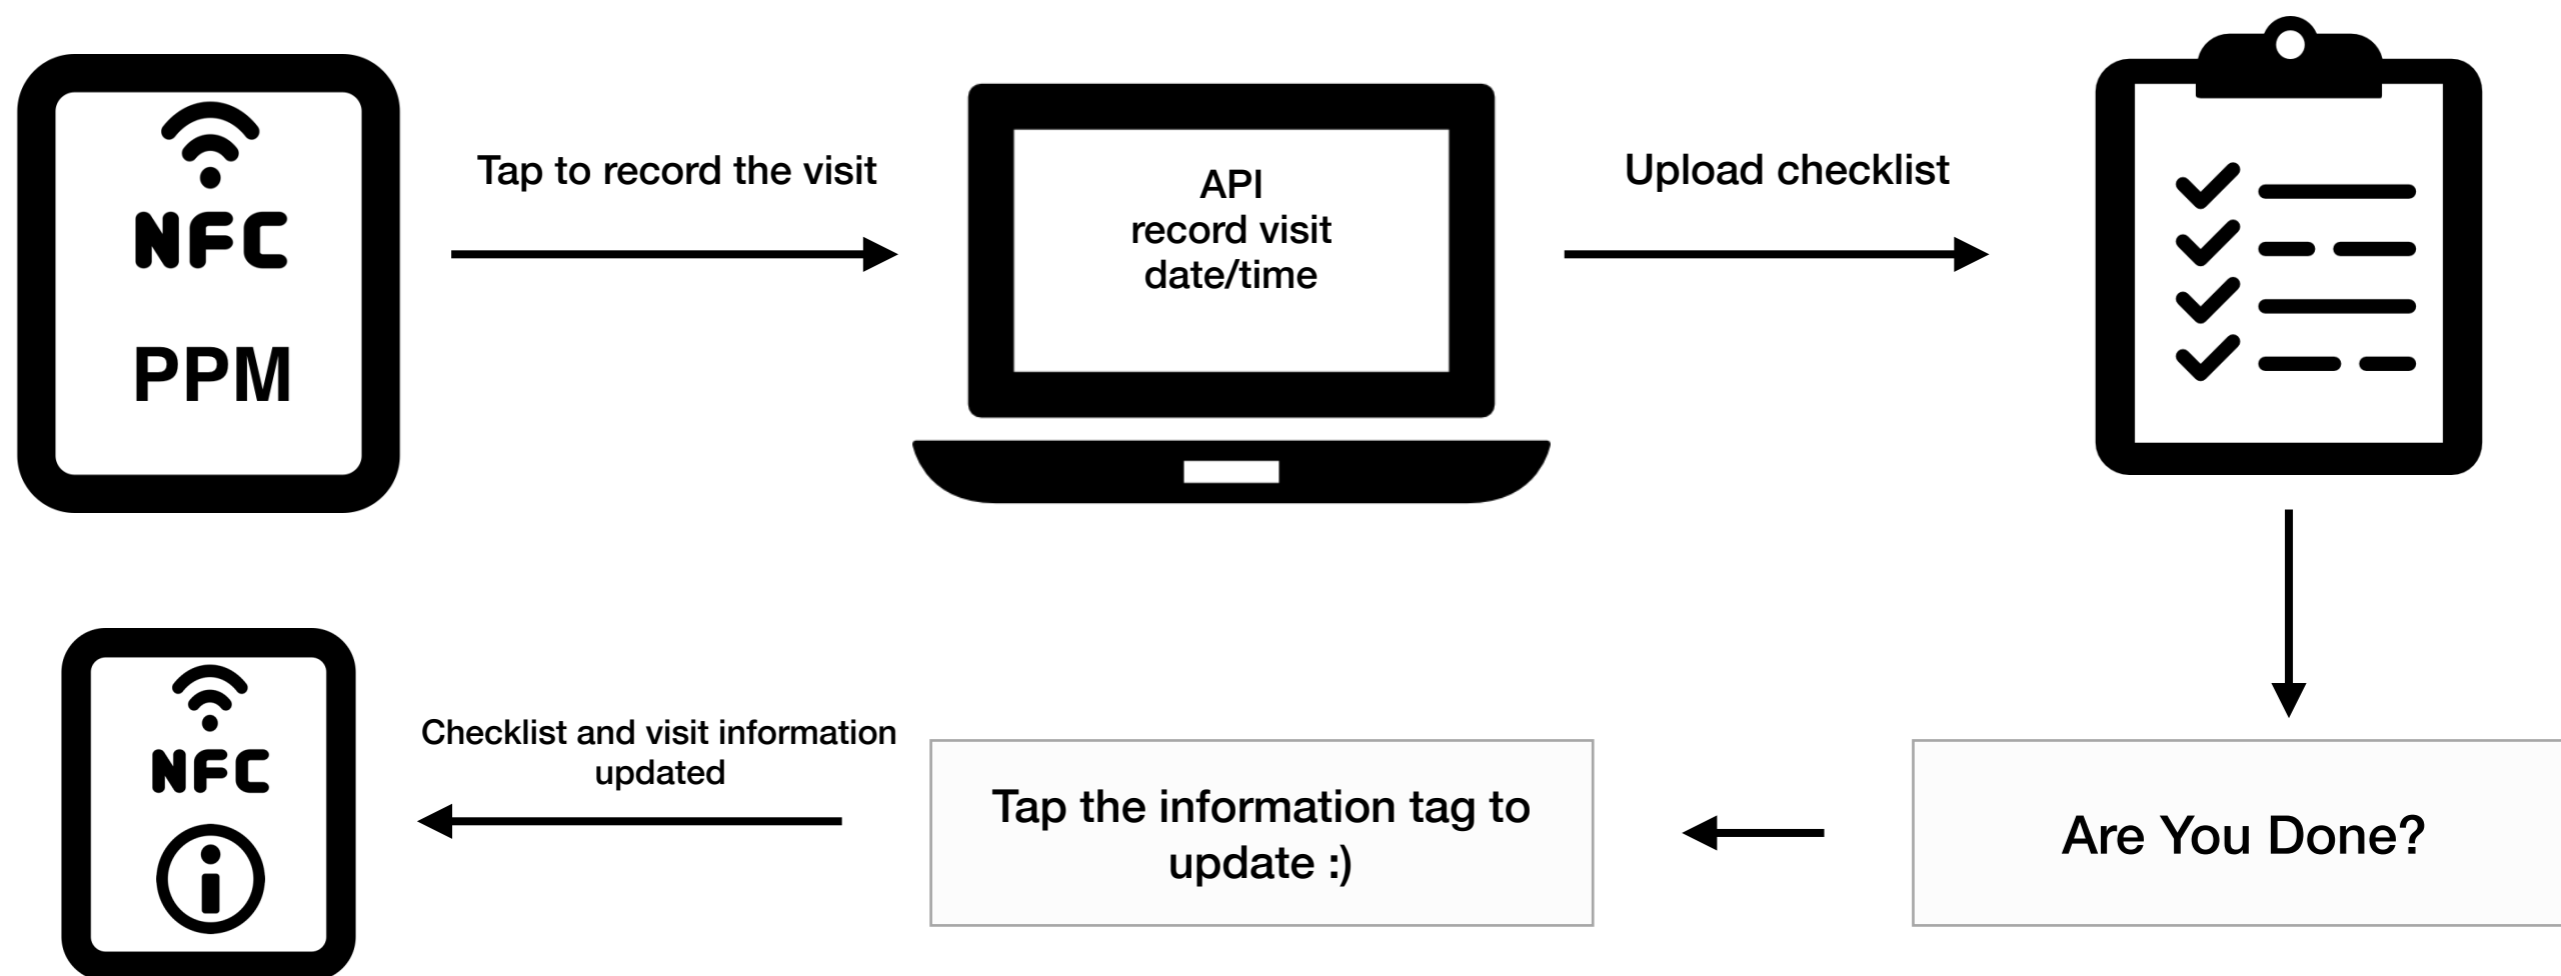 NFC
PPM
Tap to record the visit
API
record visit
date/time
Upload checklist
NFC
Checklist and visit information
updated
Tap the information tag to
update :)
Are You Done?